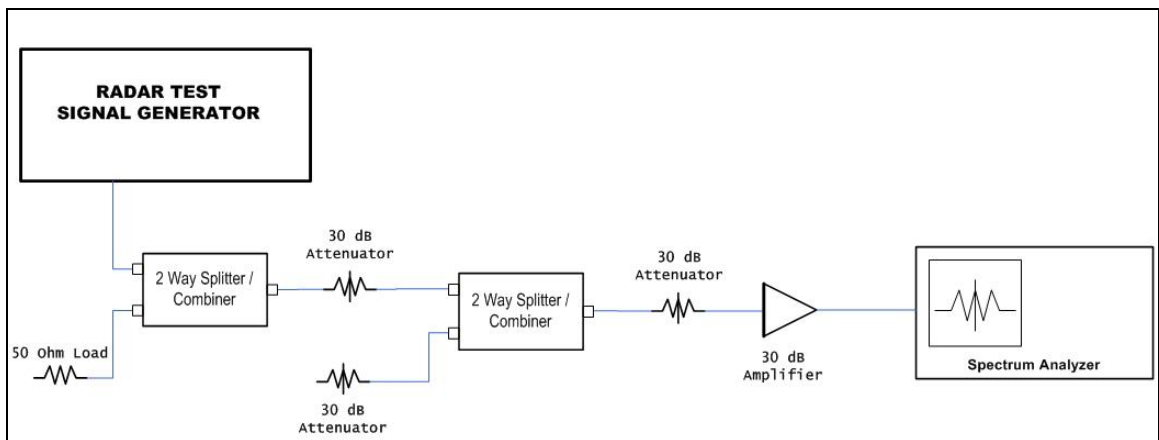 RADAR TEST
SIGNAL GENERATOR
30 dB
Attenuator
2 Way Splitter /
Combiner
30 dB
Attenuator
2 Way Splitter /
Combiner
50 Ohm Load
30 dB
Attenuator
30 dB
Amplifier
Spectrum Analyzer